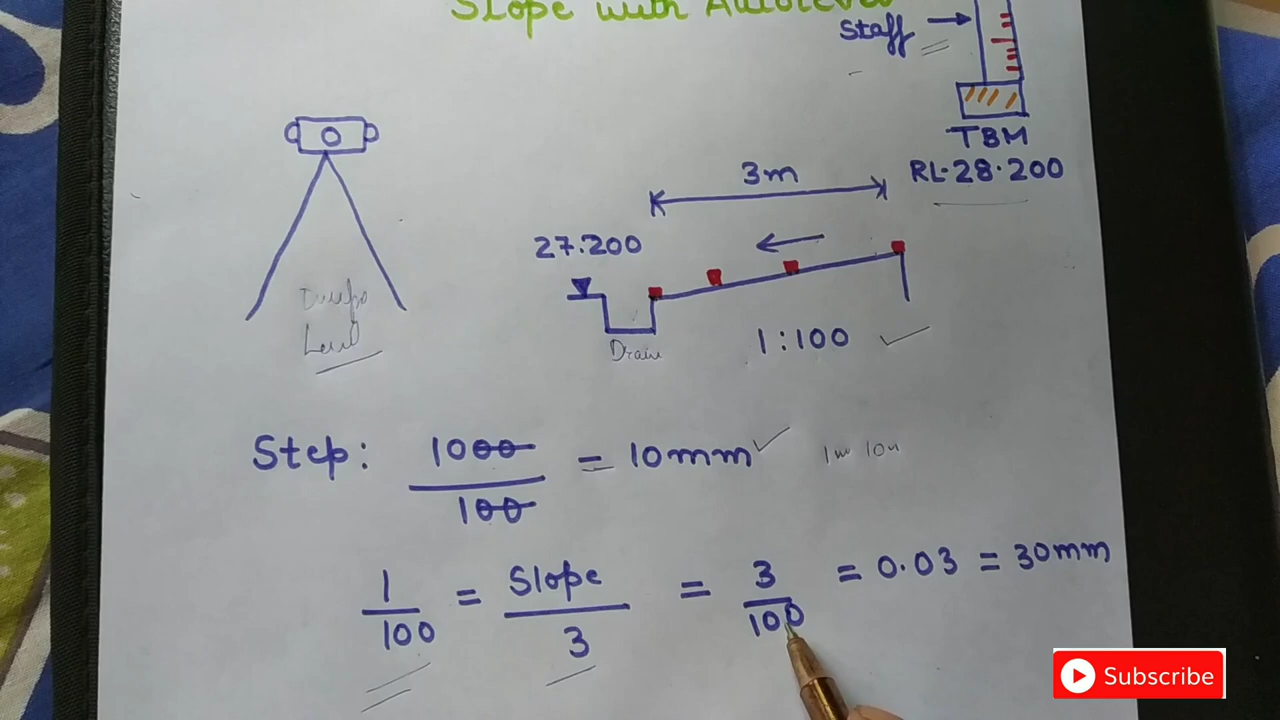 Slope with Autolevel
Staff
TBM
RL-28.200
3m
27.200
Drain
1:100
Level
Step: 1000/100 = 10mm
1m 10m
1/100 = Slope/3 = 3/100 = 0.03 = 30mm
Subscribe